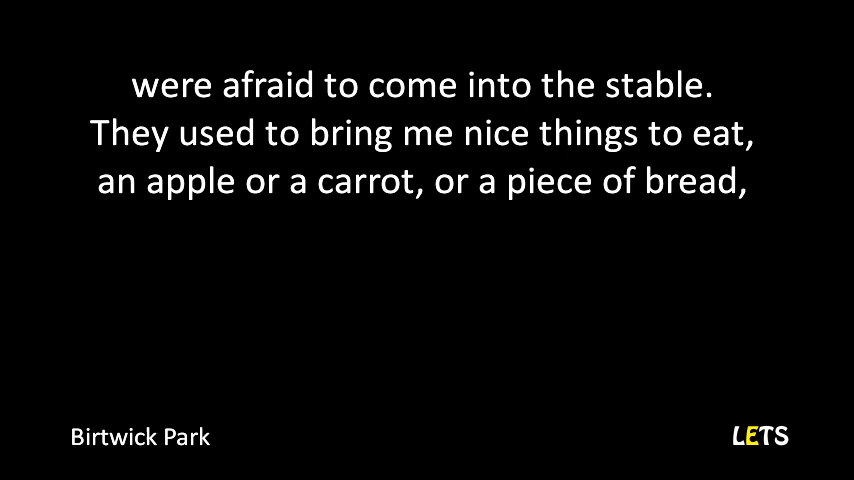 were afraid to come into the stable.
They used to bring me nice things to eat,
an apple or a carrot, or a piece of bread,
Birtwick Park
LETS